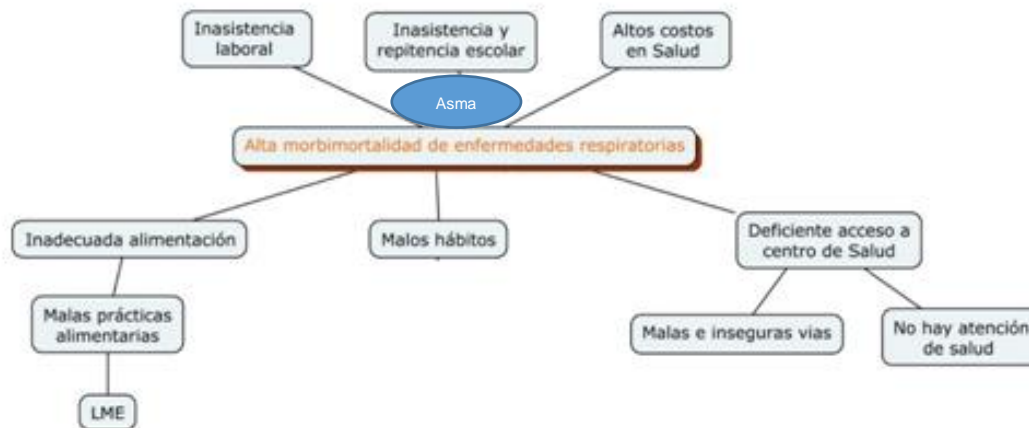 Inasistencia
laboral
Inasistencia y
repitencia escolar
Altos costos
en Salud
Asma
Alta morbimortalidad de enfermedades respiratorias
Inadecuada alimentación
Malos hábitos
Deficiente acceso a
centro de Salud
Malas prácticas
alimentarias
Malas e inseguras vias
No hay atención
de salud
LME